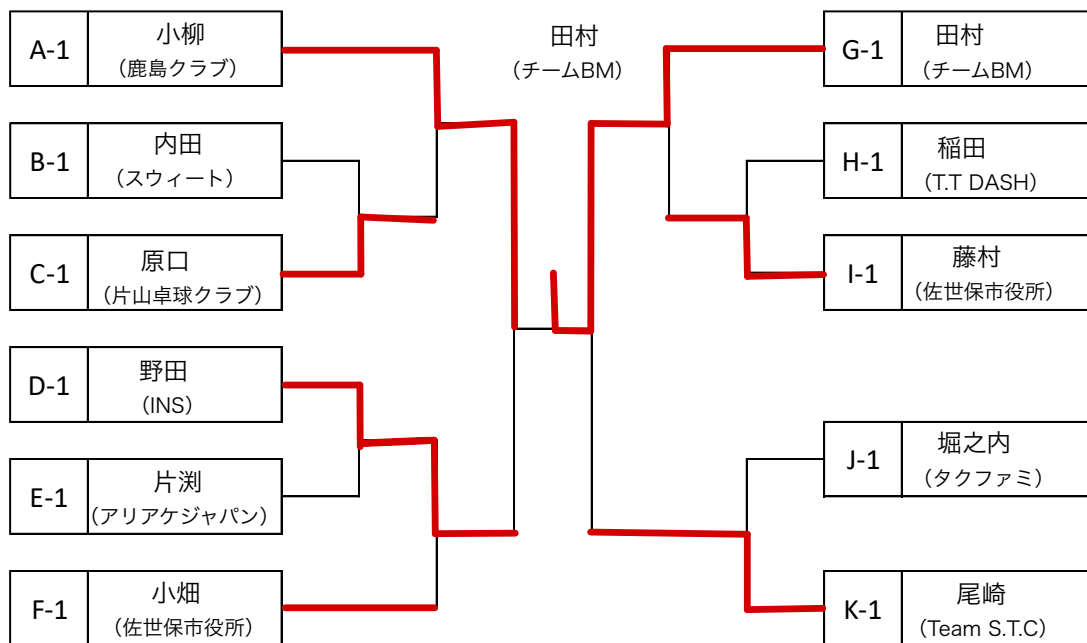 A-1
小柳
（鹿島クラブ）
B-1
内田
（スウィート）
C-1
原口
（片山卓球クラブ）
D-1
野田
（INS）
E-1
片渕
（アリアケジャパン）
F-1
小畑
（佐世保市役所）
田村
（チームBM）
G-1
田村
（チームBM）
H-1
稲田
（T.T DASH）
I-1
藤村
（佐世保市役所）
J-1
堀之内
（タクファミ）
K-1
尾崎
（Team S.T.C）